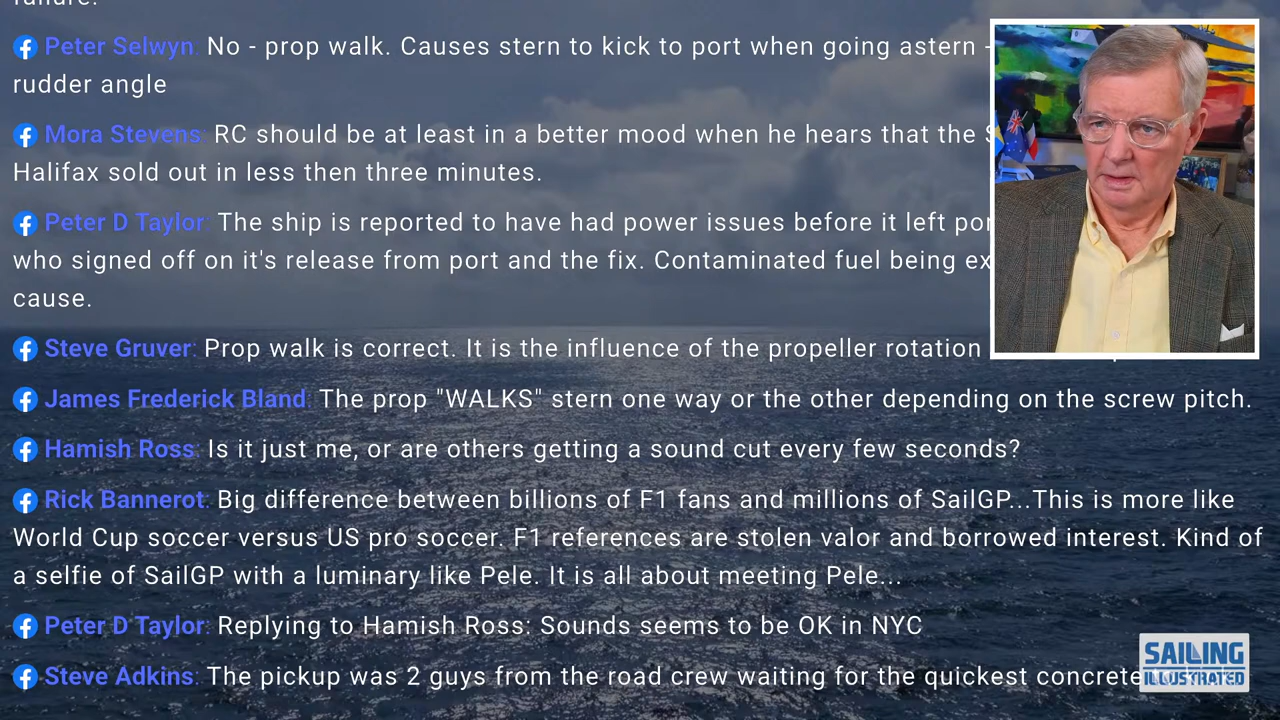 failure.
Peter Selwyn: No - prop walk. Causes stern to kick to port when going astern -
rudder angle
Mora Stevens: RC should be at least in a better mood when he hears that the
Halifax sold out in less then three minutes.
Peter D Taylor: The ship is reported to have had power issues before it left
who signed off on it's release from port and the fix. Contaminated fuel being
cause.
Steve Gruver: Prop walk is correct. It is the influence of the propeller rotation
James Frederick Bland: The prop "WALKS" stern one way or the other depending on the screw pitch.
Hamish Ross: Is it just me, or are others getting a sound cut every few seconds?
Rick Bannerot: Big difference between billions of F1 fans and millions of SailGP...This is more like
World Cup soccer versus US pro soccer. F1 references are stolen valor and borrowed interest. Kind of
a selfie of SailGP with a luminary like Pele. It is all about meeting Pele...
Peter D Taylor: Replying to Hamish Ross: Sounds seems to be OK in NYC
Steve Adkins: The pickup was 2 guys from the road crew waiting for the quickest concrete
SAILING
ILLUSTRATED